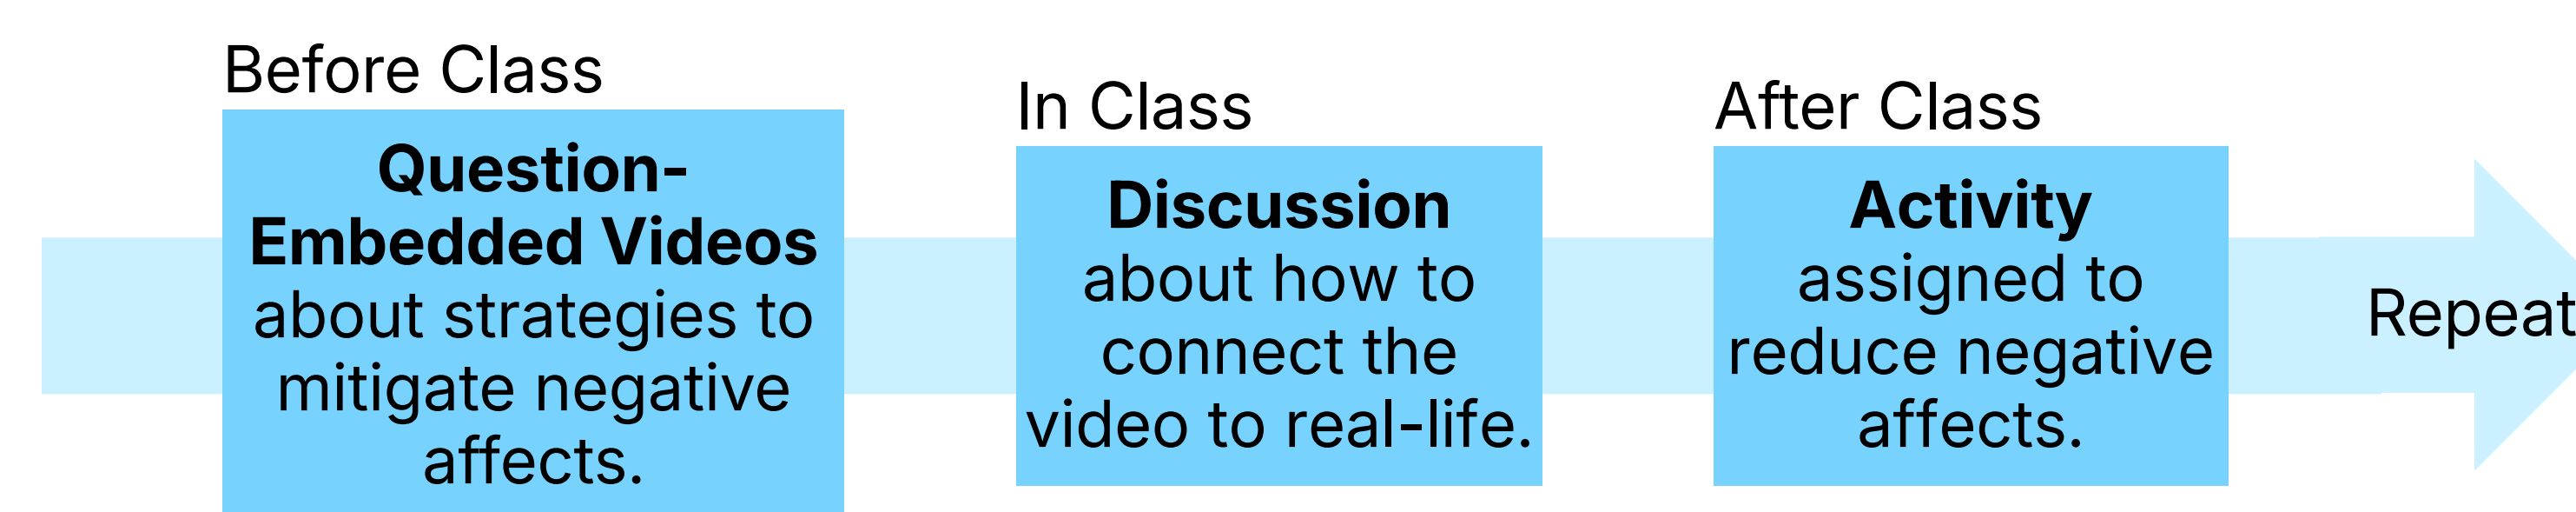 Before Class
Question-
Embedded Videos
about strategies to
mitigate negative
affects.
In Class
Discussion
about how to
connect the
video to real-life.
After Class
Activity
assigned to
reduce negative
affects.
Repeat